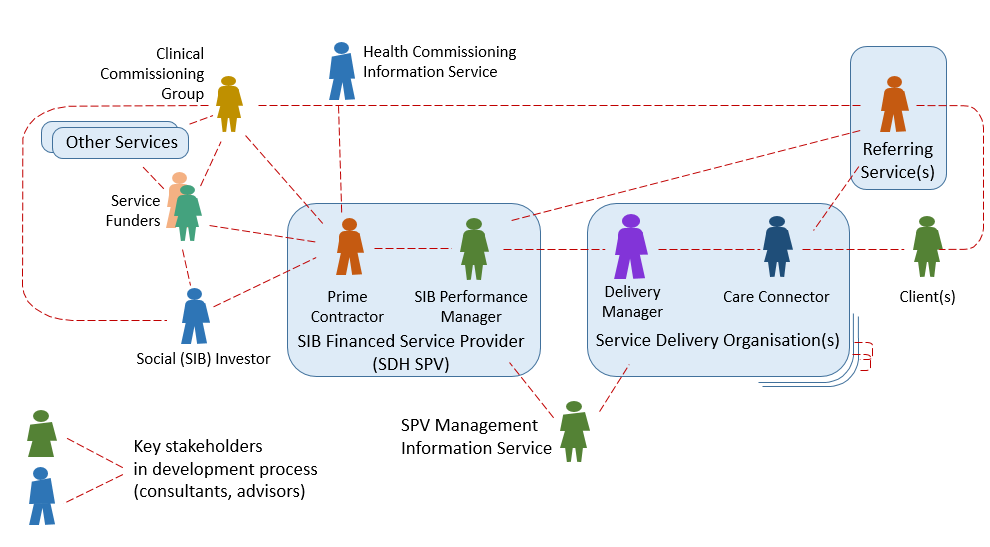 Clinical
Commissioning
Group
Health Commissioning
Information Service
Other Services
Referring
Service(s)
Service
Funders
Prime
Contractor
SIB Performance
Manager
Delivery
Manager
Care Connector
Client(s)
SIB Financed Service Provider
(SDH SPV)
Service Delivery Organisation(s)
Social (SIB) Investor
SPV Management
Information Service
Key stakeholders
in development process
(consultants, advisors)